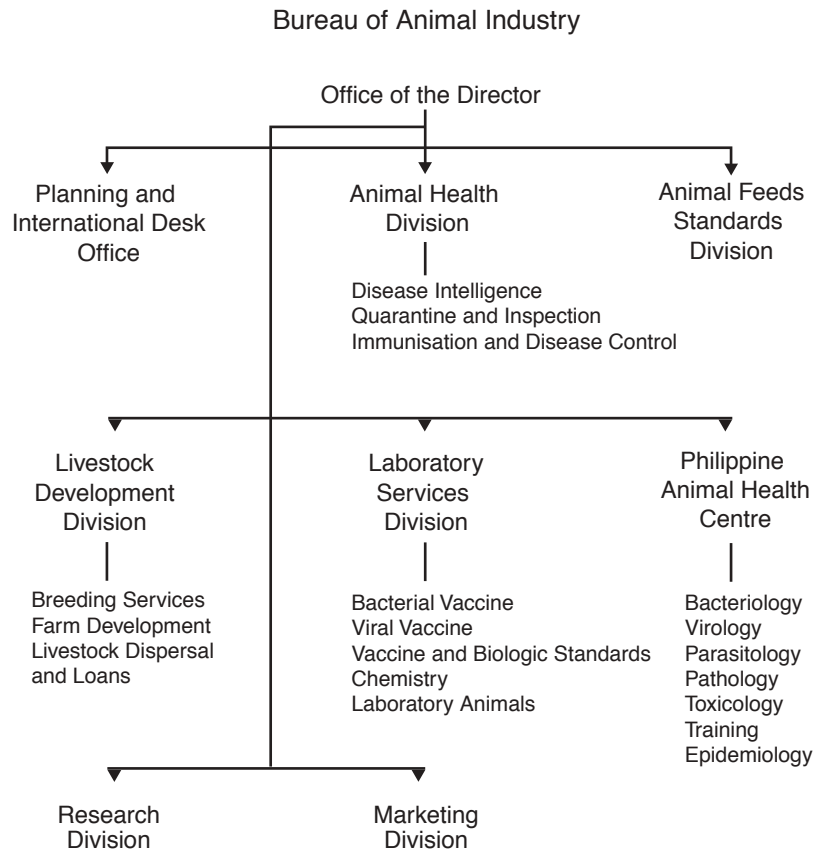 Bureau of Animal Industry
Office of the Director
Planning and
International Desk
Office
Animal Health
Division
Disease Intelligence
Quarantine and Inspection
Immunisation and Disease Control
Animal Feeds
Standards
Division
Livestock
Development
Division
Breeding Services
Farm Development
Livestock Dispersal
and Loans
Laboratory
Services
Division
Bacterial Vaccine
Viral Vaccine
Vaccine and Biologic Standards
Chemistry
Laboratory Animals
Philippine
Animal Health
Centre
Bacteriology
Virology
Parasitology
Pathology
Toxicology
Training
Epidemiology
Research
Division
Marketing
Division